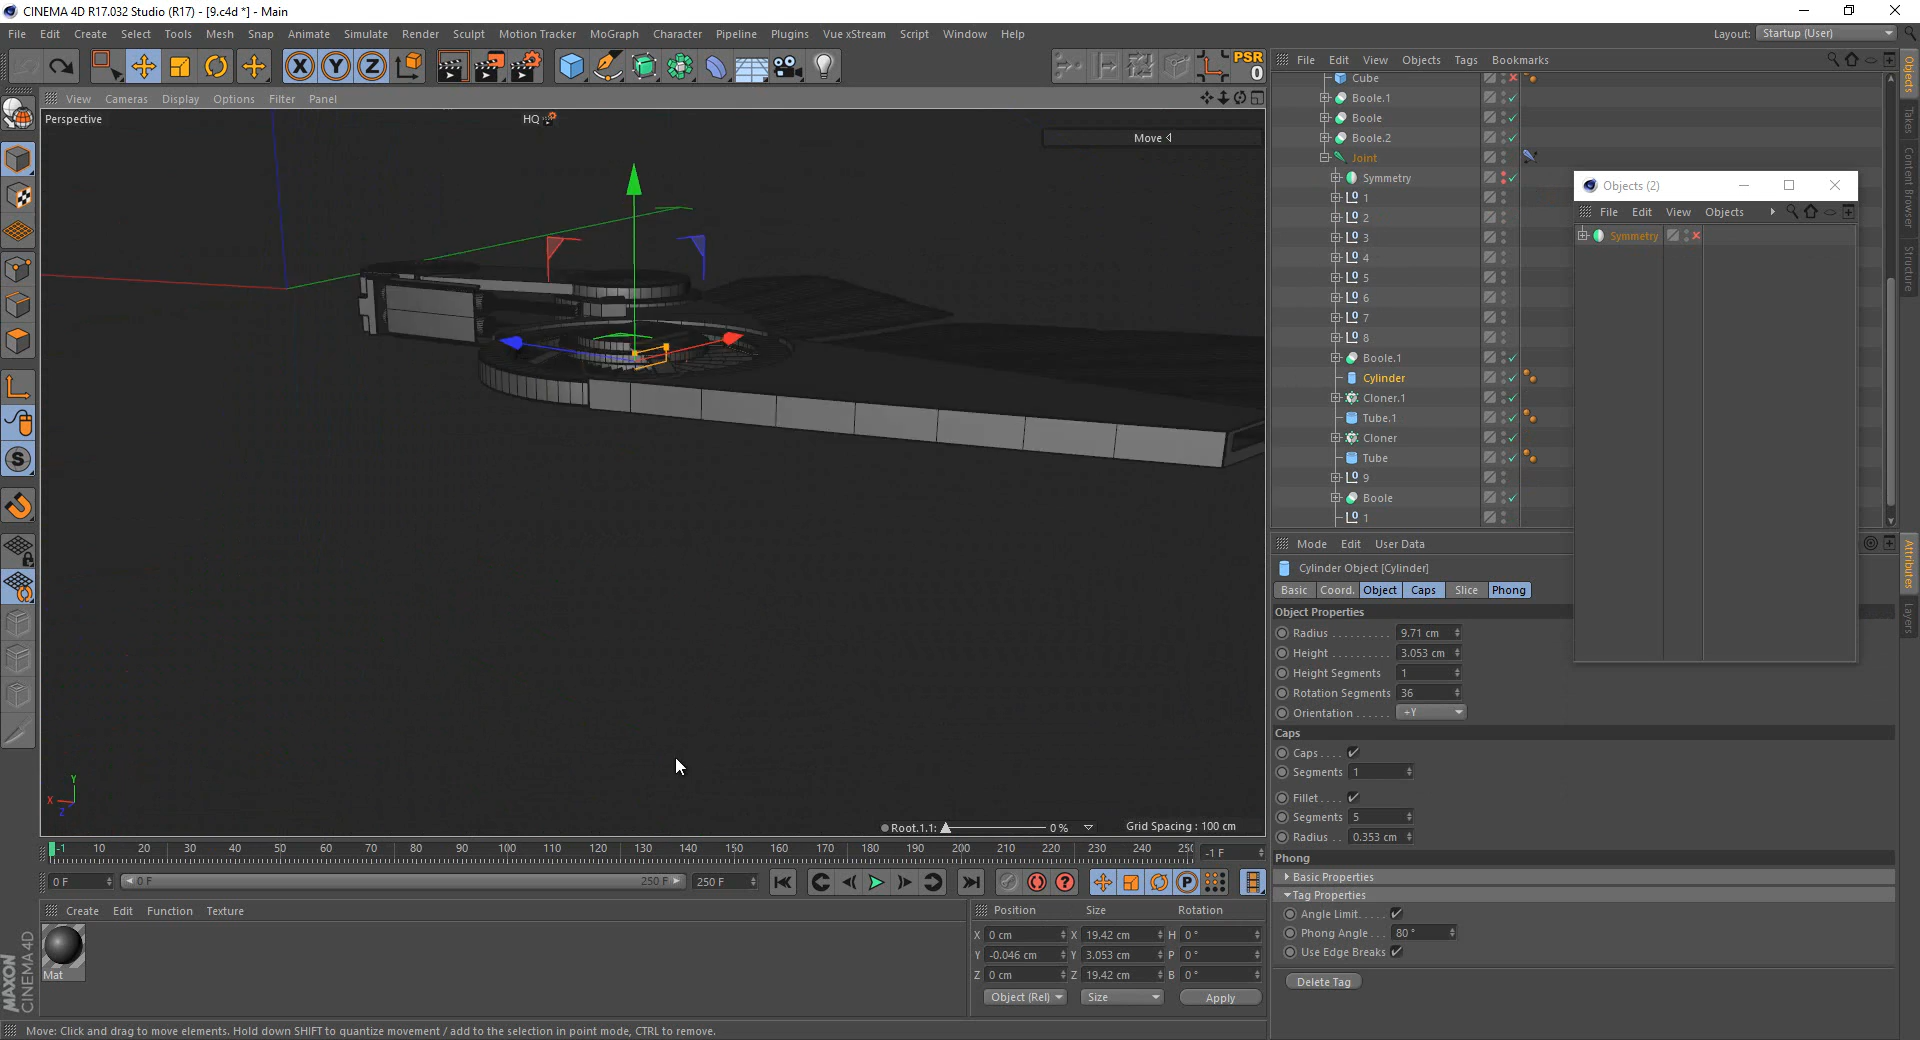 CINEMA 4D R17.032 Studio (R17) - [9.c4d *] - Main
File Edit Create Select Tools Mesh Snap Animate Simulate Render Sculpt Motion Tracker MoGraph Character Pipeline Plugins Vue xStream Script Window Help
Layout: Startup (User)
PSR
0
File Edit View Objects Tags Bookmarks
View Cameras Display Options Filter Panel
Perspective
HQ
Move
Cube
Boole.1
Boole
Boole.2
Joint
Symmetry
1
2
3
4
5
6
7
8
Boole.1
Cylinder
Cloner.1
Tube.1
Cloner
Tube
9
Boole
1
Objects (2)
File Edit View Objects
Symmetry
Objects
Takes
Content Browser
Structure
Attributes
Layers
Mode Edit User Data
Cylinder Object [Cylinder]
Basic Coord. Object Caps Slice Phong
Object Properties
Radius . . . . . . . . . . 9.71 cm
Height . . . . . . . . . . 3.053 cm
Height Segments 1
Rotation Segments 36
Orientation . . . . . . +Y
Caps
Caps . . . .
Segments 1
Fillet . . . .
Segments 5
Radius . . 0.353 cm
Phong
Basic Properties
Tag Properties
Angle Limit. . . . .
Phong Angle . . . 80 °
Use Edge Breaks
Delete Tag
Y
X
Z
Root.1.1: 0 %
Grid Spacing : 100 cm
-1 10 20 30 40 50 60 70 80 90 100 110 120 130 140 150 160 170 180 190 200 210 220 230 240 250
-1 F
0 F 0 F 250 F 250 F
Create Edit Function Texture
Mat
Position Size Rotation
X 0 cm X 19.42 cm H 0 °
Y -0.046 cm Y 3.053 cm P 0 °
Z 0 cm Z 19.42 cm B 0 °
Object (Rel) Size Apply
MAXON
CINEMA 4D
Move: Click and drag to move elements. Hold down SHIFT to quantize movement / add to the selection in point mode, CTRL to remove.